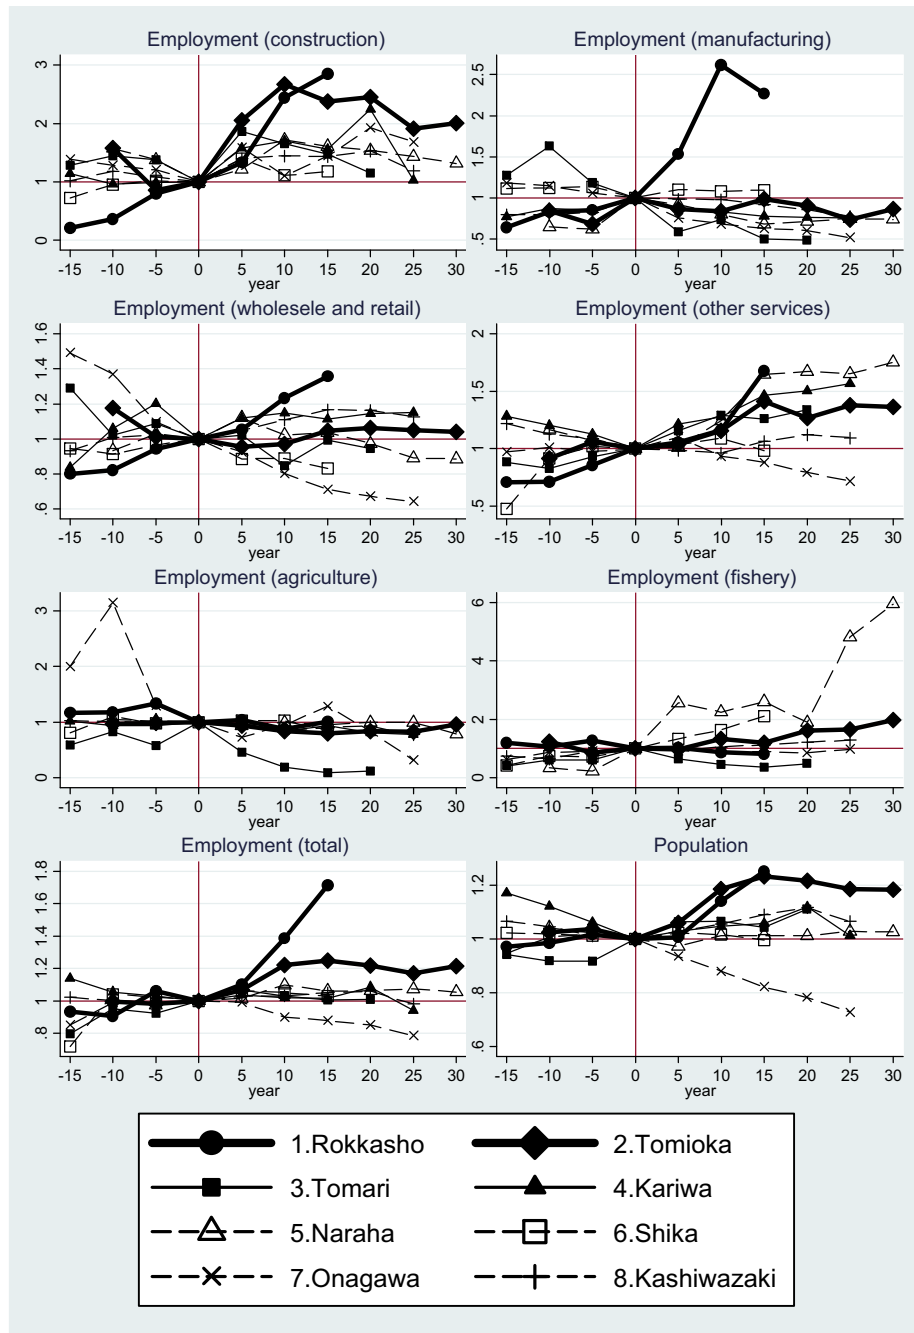 Employment (construction)
Employment (manufacturing)
0 1 2 3
-15 -10 -5 0 5 10 15 20 25 30
year
.5 1 1.5 2 2.5
-15 -10 -5 0 5 10 15 20 25 30
year
Employment (wholesele and retail)
Employment (other services)
.6 .8 1 1.2 1.4 1.6
-15 -10 -5 0 5 10 15 20 25 30
year
.5 1 1.5 2
-15 -10 -5 0 5 10 15 20 25 30
year
Employment (agriculture)
Employment (fishery)
0 1 2 3
-15 -10 -5 0 5 10 15 20 25 30
year
0 2 4 6
-15 -10 -5 0 5 10 15 20 25 30
year
Employment (total)
Population
.8 1 1.2 1.4 1.6 1.8
-15 -10 -5 0 5 10 15 20 25 30
year
.6 .8 1 1.2
-15 -10 -5 0 5 10 15 20 25 30
year
1.Rokkasho
2.Tomioka
3.Tomari
4.Kariwa
5.Naraha
6.Shika
7.Onagawa
8.Kashiwazaki